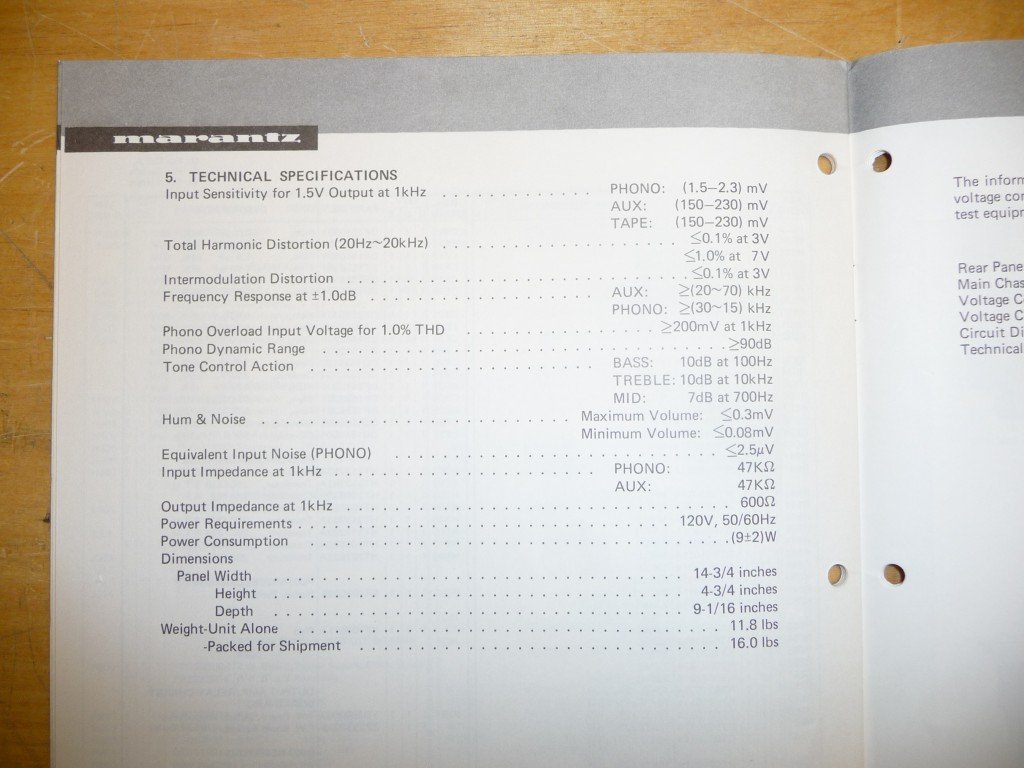 marantz
5. TECHNICAL SPECIFICATIONS
Input Sensitivity for 1.5V Output at 1kHz . . . . . . . . . . . PHONO: (1.5—2.3) mV
AUX: (150—230) mV
TAPE: (150—230) mV
Total Harmonic Distortion (20Hz~20kHz) . . . . . . . . . . . . . . . . . ≤0.1% at 3V
≤1.0% at 7V
Intermodulation Distortion . . . . . . . . . . . . . . . . . . . . . . . . . ≤0.1% at 3V
Frequency Response at ±1.0dB . . . . . . . . . . . . . . . . AUX: ≥(20~70) kHz
PHONO: ≥(30~15) kHz
Phono Overload Input Voltage for 1.0% THD . . . . . . . . . . . . . ≥200mV at 1kHz
Phono Dynamic Range . . . . . . . . . . . . . . . . . . . . . . . . . . . . . ≥90dB
Tone Control Action . . . . . . . . . . . . . . . . . . . . BASS: 10dB at 100Hz
TREBLE: 10dB at 10kHz
MID: 7dB at 700Hz
Hum & Noise . . . . . . . . . . . . . . . . . . . . . . Maximum Volume: ≤0.3mV
Minimum Volume: ≤0.08mV
Equivalent Input Noise (PHONO) . . . . . . . . . . . . . . . . . . . . . . . ≤2.5μV
Input Impedance at 1kHz . . . . . . . . . . . . . . . . . . . PHONO: 47KΩ
AUX: 47KΩ
Output Impedance at 1kHz . . . . . . . . . . . . . . . . . . . . . . . . . . . 600Ω
Power Requirements . . . . . . . . . . . . . . . . . . . . . . . . . . 120V, 50/60Hz
Power Consumption . . . . . . . . . . . . . . . . . . . . . . . . . . . . . (9±2)W
Dimensions
Panel Width . . . . . . . . . . . . . . . . . . . . . . . . . . . . 14-3/4 inches
Height . . . . . . . . . . . . . . . . . . . . . . . . . . . . 4-3/4 inches
Depth . . . . . . . . . . . . . . . . . . . . . . . . . . . . 9-1/16 inches
Weight-Unit Alone . . . . . . . . . . . . . . . . . . . . . . . . . . . . . 11.8 lbs
-Packed for Shipment . . . . . . . . . . . . . . . . . . . . . . . . . 16.0 lbs
The inform
voltage con
test equipm
Rear Pane
Main Chas
Voltage C
Voltage C
Circuit Di
Technical